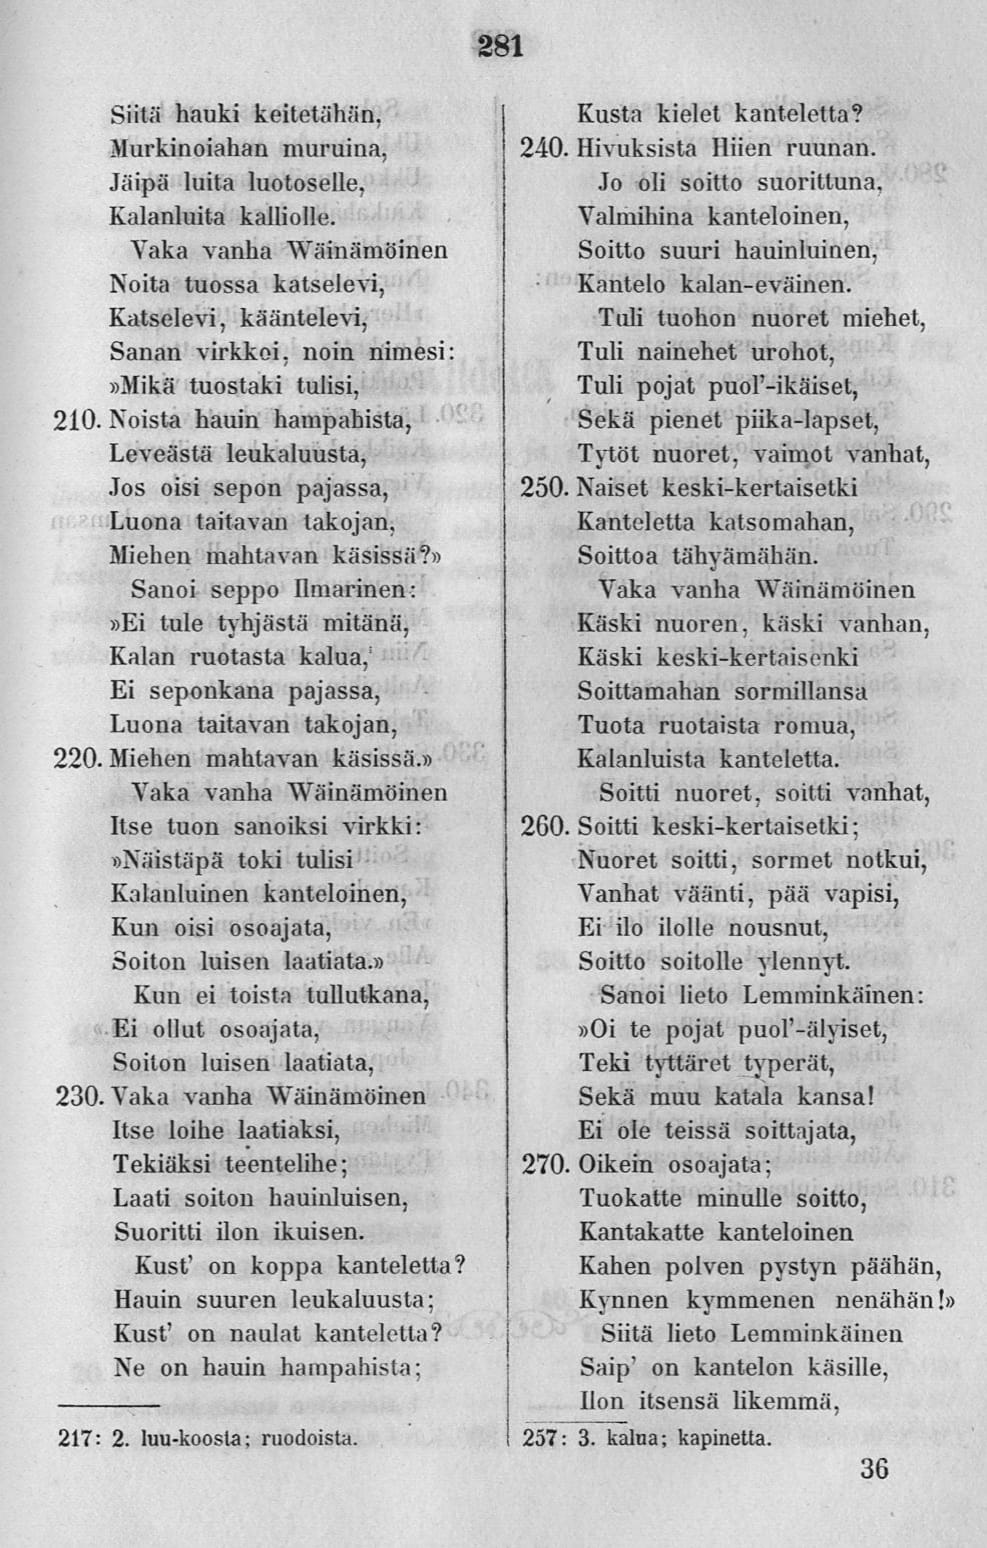 281
Siitä hauki keitetähän,
Murkinoiahan muruina,
Jäipä luita luotoselle,
Kalanluita kalliolle.
Vaka vanha Wäinämöinen
Noita tuossa katselevi,
Katselevi, kääntelevi,
Sanan virkkoi, noin nimesi:
»Mikä tuostaki tulisi,
210. Noista hauin hampahista,
Leveästä leukaluusta,
Jos oisi sepon pajassa,
Luona taitavan takojan,
Miehen mahtavan käsissä?»
Sanoi seppo Ilmarinen:
»Ei tule tyhjästä mitänä,
Kalan ruotasta kalua,
Ei seponkana pajassa,
Luona taitavan takojan,
220. Miehen mahtavan käsissä.»
Vaka vanha Wäinämöinen
Itse tuon sanoiksi virkki:
»Näistäpä toki tulisi
Kalanluinen kanteloinen,
Kun oisi osoajata,
Soiton luisen laatiata.»
Kun ei toista tullutkana,
Ei ollut osoajata,
Soiton luisen laatiata,
230. Vaka vanha Wäinämöinen
Itse loihe laatiaksi,
Tekiäksi teentelihe;
Laati soiton hauinluisen,
Suoritti ilon ikuisen.
Kust' on koppa kanteletta?
Hauin suuren leukaluusta;
Kust' on naulat kanteletta?
Ne on hauin hampahista;
217: 2. luu-koosta; ruodoista.
Kusta kielet kanteletta?
240. Hivuksista Hiien ruunan.
Jo oli soitto suorittuna,
Valmihina kanteloinen,
Soitto suuri hauinluinen,
Kantelo kalan-eväinen.
Tuli tuohon nuoret miehet,
Tuli nainehet urohot,
Tuli pojat puol'-ikäiset,
Sekä pienet piika-lapset,
Tytöt nuoret, vaimot vanhat,
250. Naiset keski-kertaisetki
Kanteletta katsomahan,
Soittoa tähyämähän.
Vaka vanha Wäinämöinen
Käski nuoren, käski vanhan,
Käski keski-kertaisenki
Soittamahan sormillansa
Tuota ruotaista romua,
Kalanluista kanteletta.
Soitti nuoret, soitti vanhat,
260. Soitti keski-kertaisetki;
Nuoret soitti, sormet notkui,
Vanhat väänti, pää vapisi,
Ei ilo ilolle nousnut,
Soitto soitolle ylennyt.
Sanoi lieto Lemminkäinen:
»Oi te pojat puol'-älyiset,
Teki tyttäret typerät,
Sekä muu katala kansa!
Ei ole teissä soittajata,
270. Oikein osoajata;
Tuokatte minulle soitto,
Kantakatte kanteloinen
Kahen polven pystyn päähän,
Kynnen kymmenen nenähän!»
Siitä lieto Lemminkäinen
Saip' on kantelon käsille,
Ilon itsensä likemmä,
257: 3. kalua; kapinetta.
36